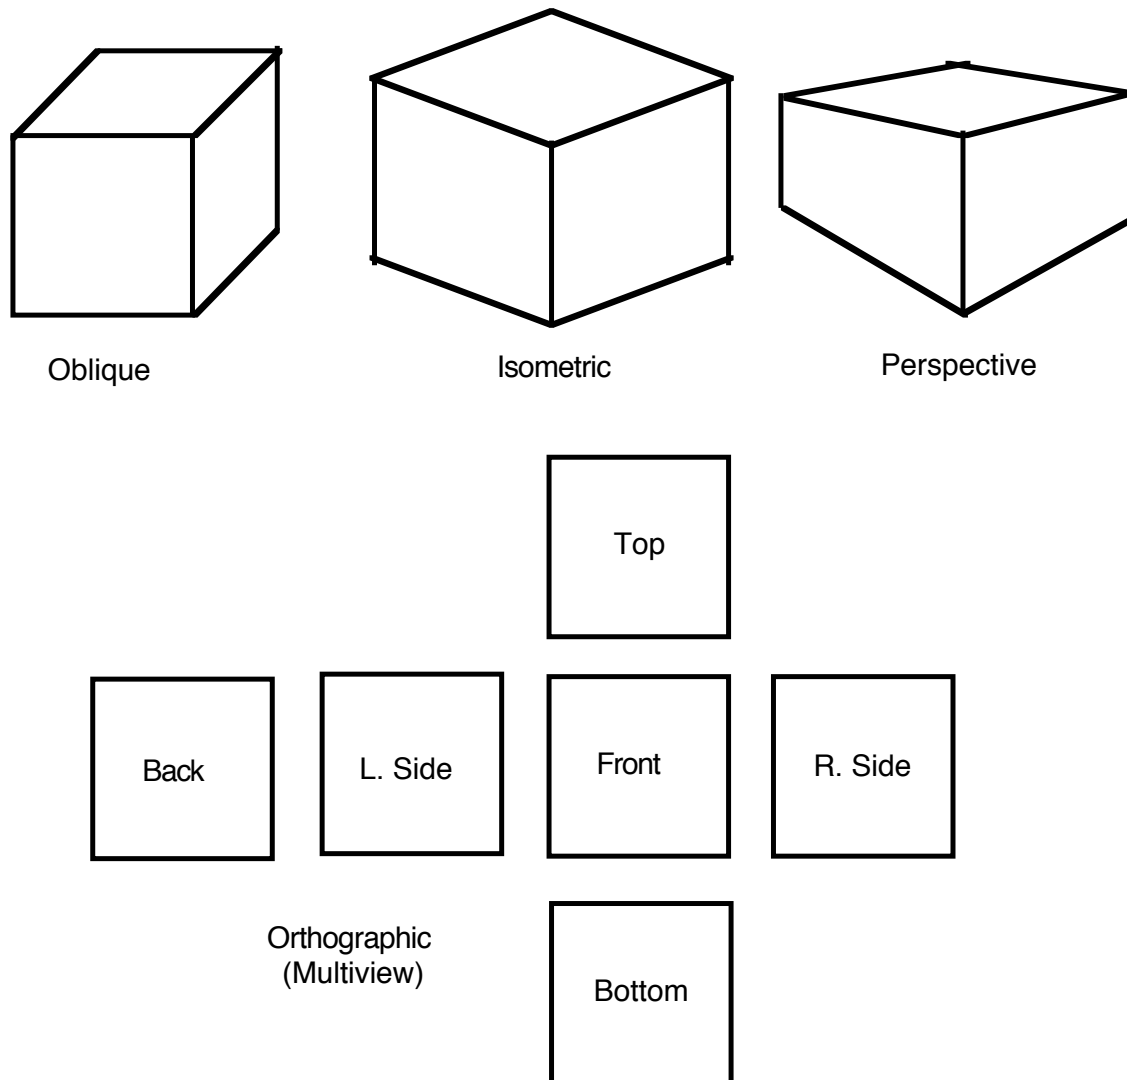 Oblique
Isometric
Perspective
Top
Back
L. Side
Front
R. Side
Orthographic
(Multiview)
Bottom